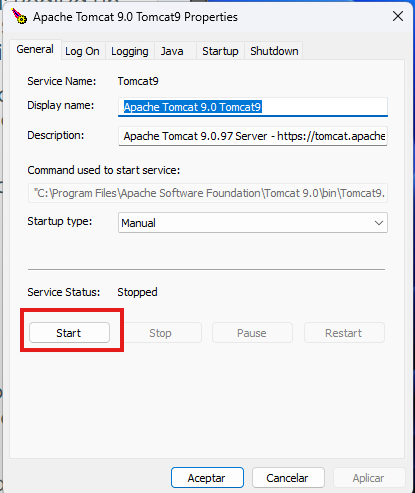 Apache Tomcat 9.0 Tomcat9 Properties
General Log On Logging Java Startup Shutdown
Service Name: Tomcat9
Display name: Apache Tomcat 9.0 Tomcat9
Description: Apache Tomcat 9.0.97 Server - https://tomcat.apache
Command used to start service:
"C:\Program Files\Apache Software Foundation\Tomcat 9.0\bin\Tomcat9.
Startup type: Manual
Service Status: Stopped
Start Stop Pause Restart
Aceptar Cancelar Aplicar